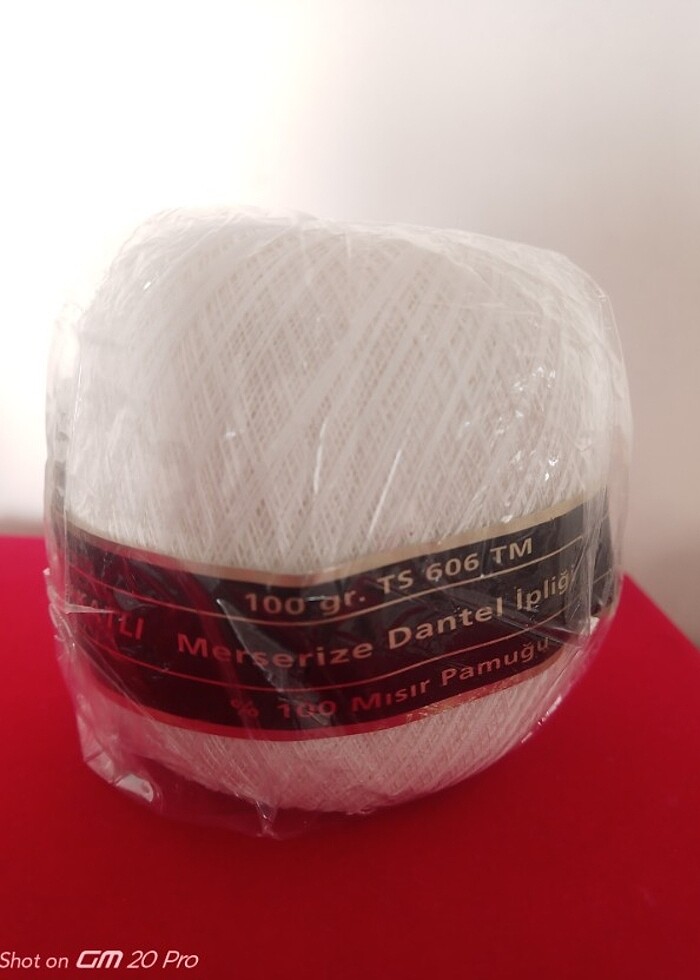 100 gr. TS 606 TM
Merserize Dantel İpliği
% 100 Mısır Pamuğu
Shot on GM 20 Pro